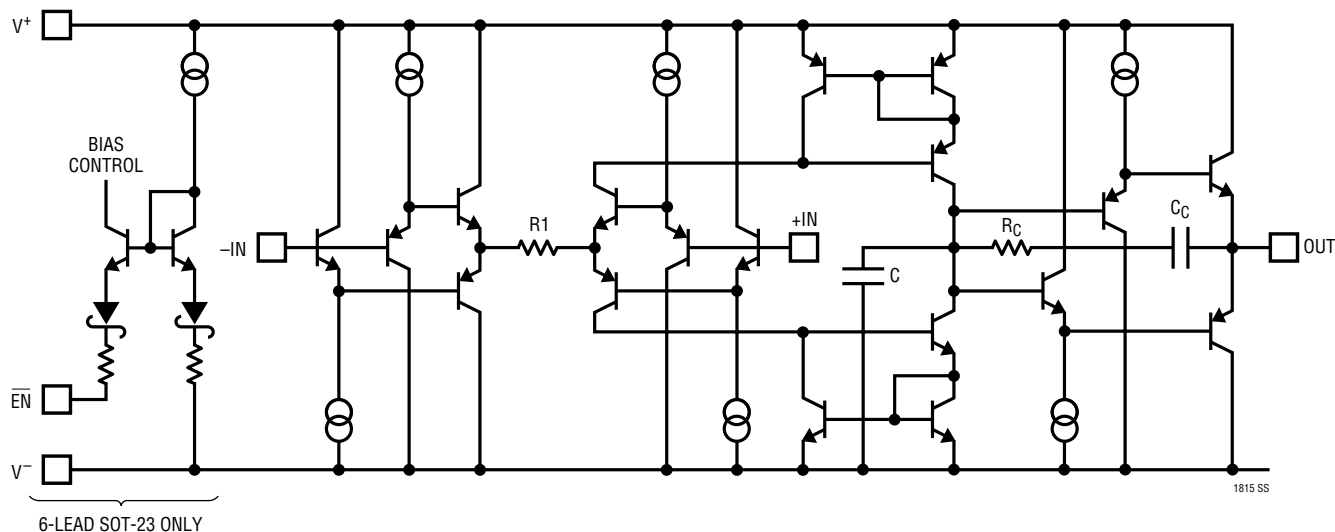 V+
BIAS
CONTROL
–IN
R1
+IN
C
RC
CC
OUT
EN
V–
1815 SS
6-LEAD SOT-23 ONLY